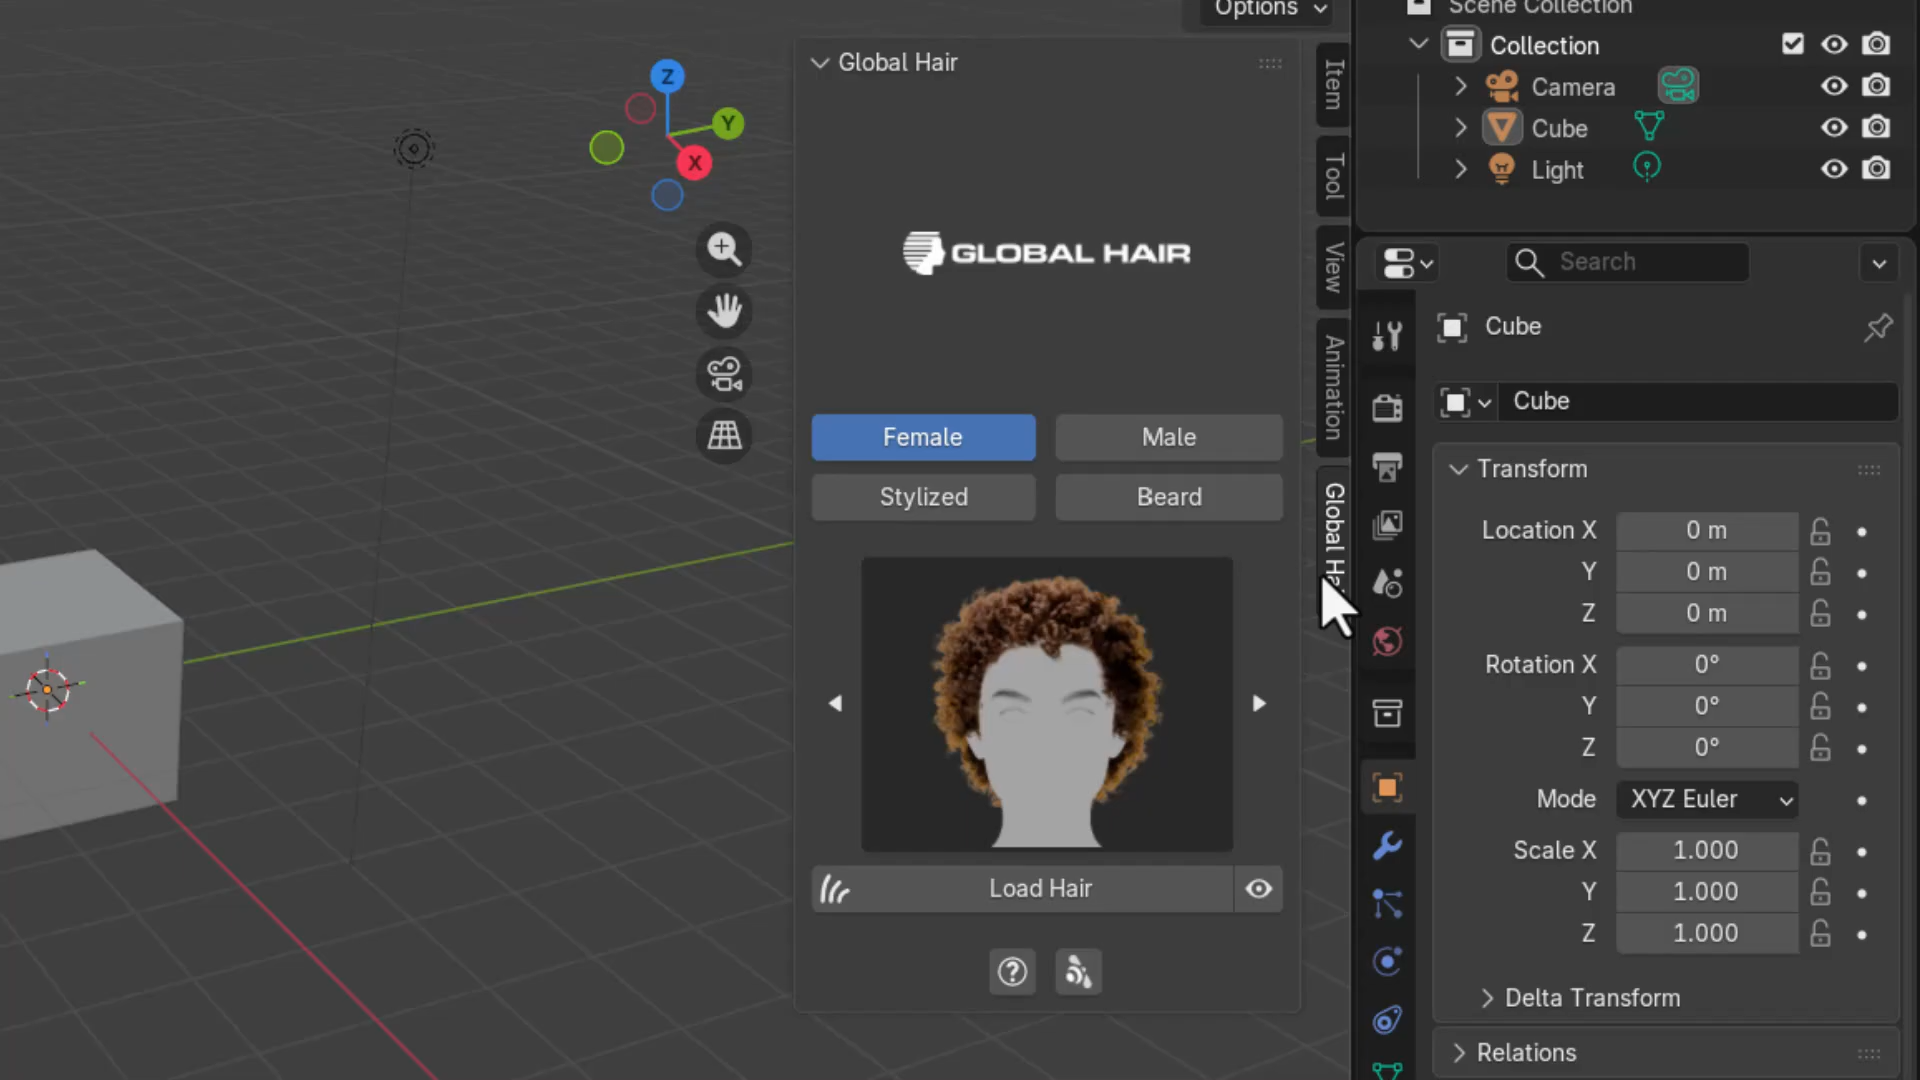 Options
Scene Collection
Collection
Camera
Cube
Light
Global Hair
Z
Y
X
GLOBAL HAIR
Female
Male
Stylized
Beard
Load Hair
Item
Tool
View
Animation
Global Ha
Search
Cube
Cube
Transform
Location X
0 m
Y
0 m
Z
0 m
Rotation X
0°
Y
0°
Z
0°
Mode
XYZ Euler
Scale X
1.000
Y
1.000
Z
1.000
Delta Transform
Relations